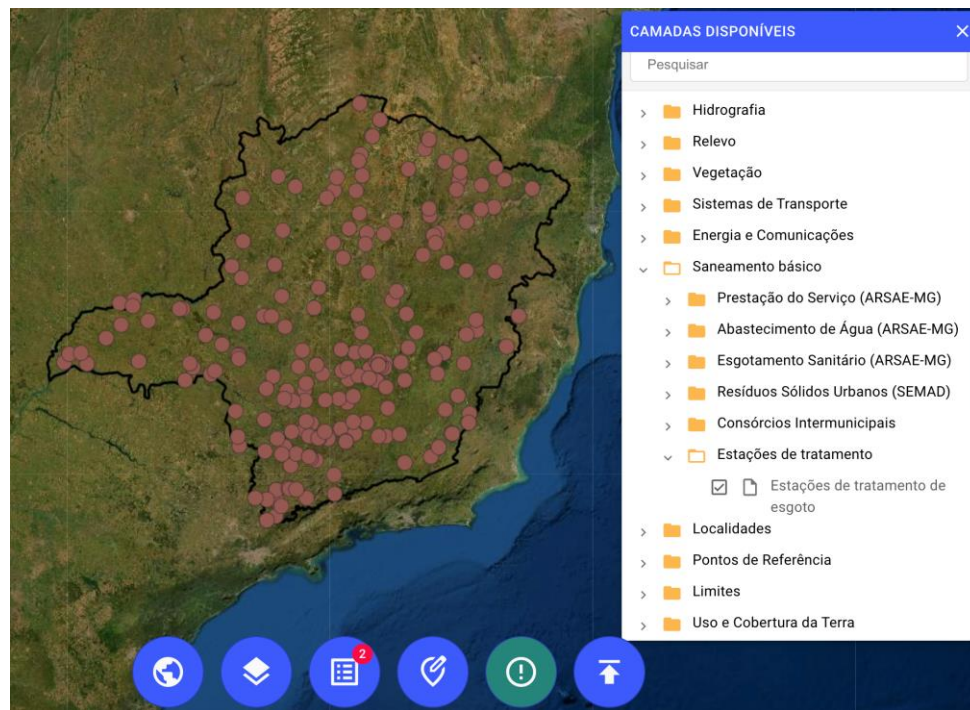 CAMADAS DISPONÍVEIS
Pesquisar
Hidrografia
Relevo
Vegetação
Sistemas de Transporte
Energia e Comunicações
Saneamento básico
Prestação do Serviço (ARSAE-MG)
Abastecimento de Água (ARSAE-MG)
Esgotamento Sanitário (ARSAE-MG)
Resíduos Sólidos Urbanos (SEMAD)
Consórcios Intermunicipais
Estações de tratamento
Estações de tratamento de
esgoto
Localidades
Pontos de Referência
Limites
Uso e Cobertura da Terra
2